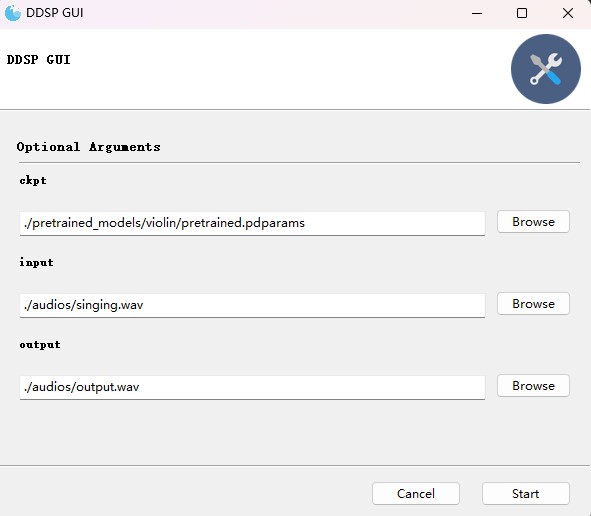 DDSP GUI
DDSP GUI
Optional Arguments
ckpt
./pretrained_models/violin/pretrained.pdparams
Browse
input
./audios/singing.wav
Browse
output
./audios/output.wav
Browse
Cancel
Start